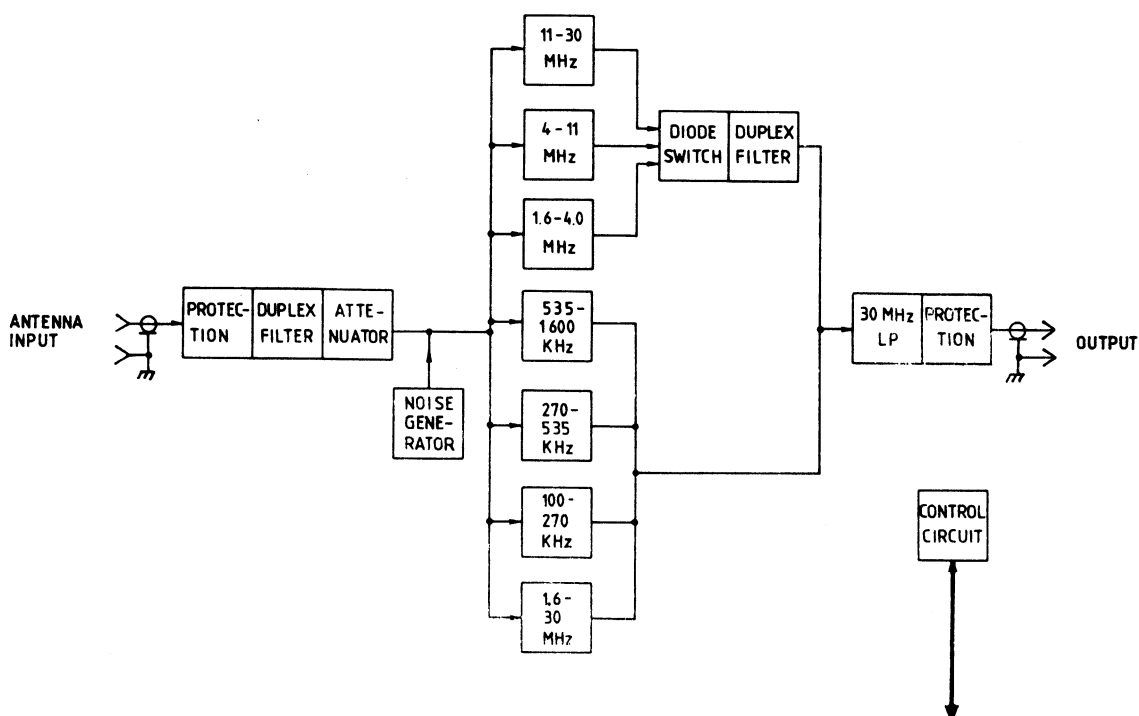 11-30
MHz
4-11
MHz
DIODE
SWITCH
DUPLEX
FILTER
1.6-4.0
MHz
ANTENNA
INPUT
PROTEC-
TION
DUPLEX
FILTER
ATTE-
NUATOR
535-
1600
KHz
30 MHz
LP
PROTEC-
TION
OUTPUT
NOISE
GENE-
RATOR
270-
535
KHz
100-
270
KHz
CONTROL
CIRCUIT
1.6-
30
MHz